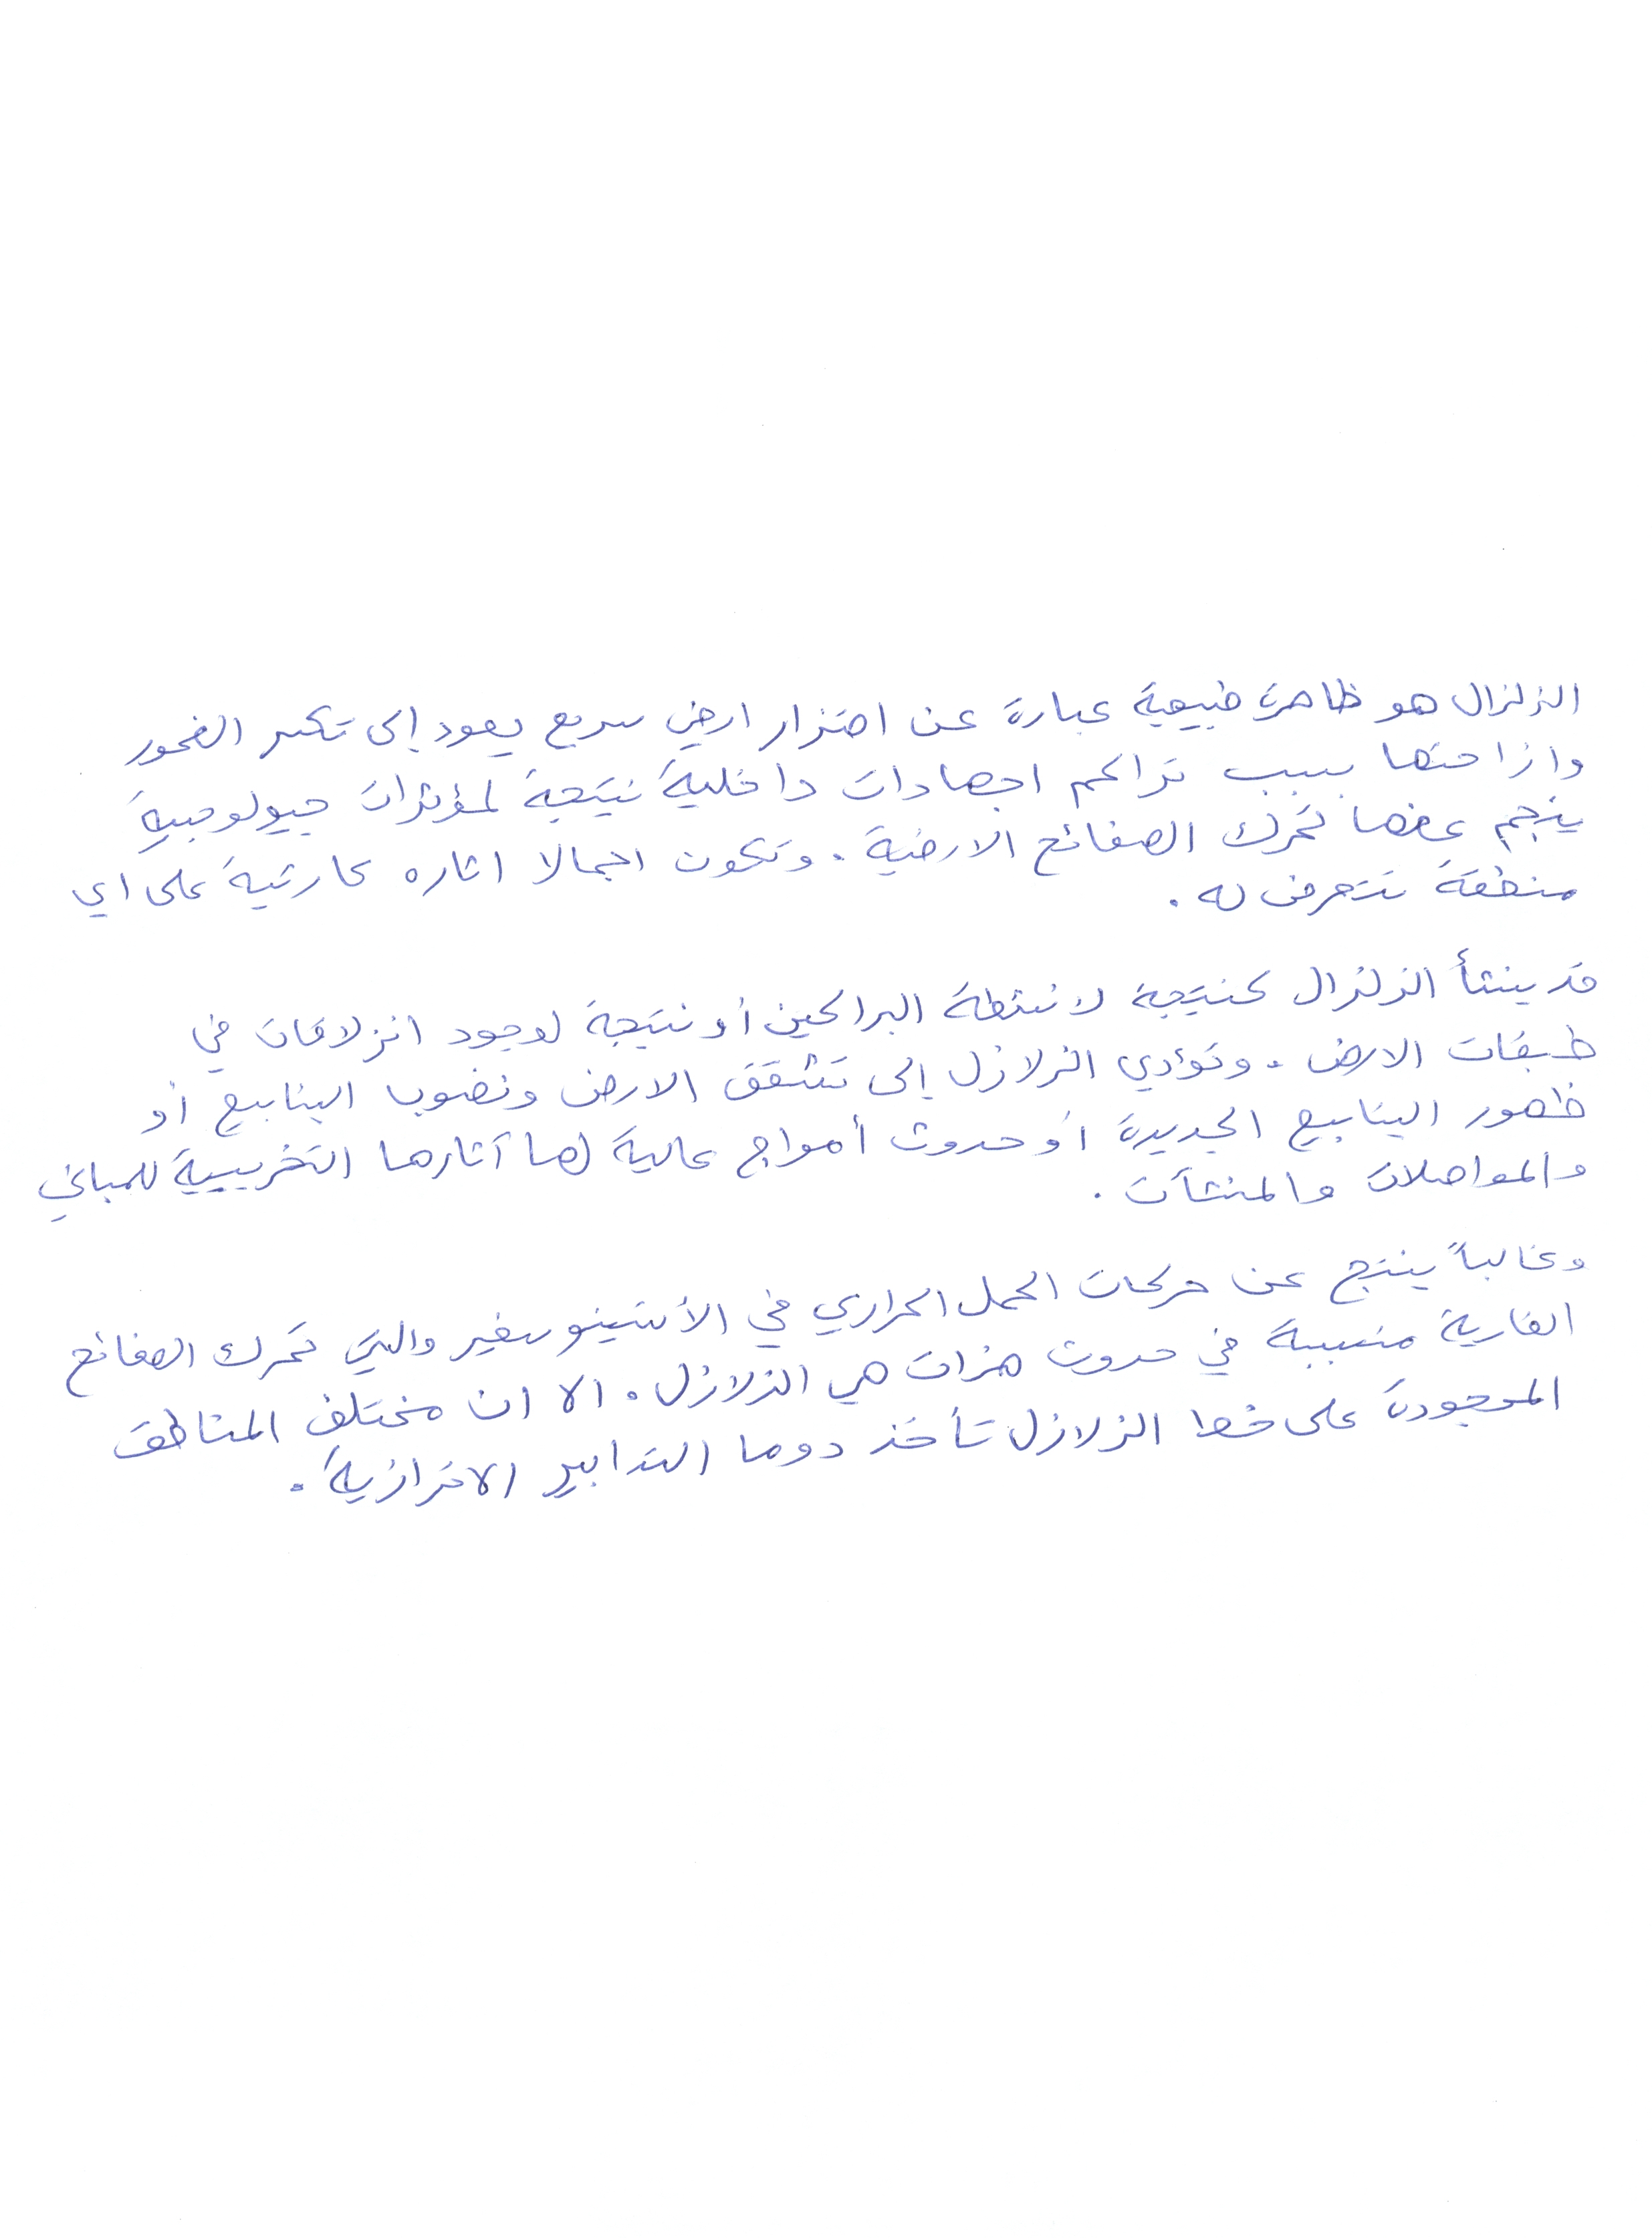 الزلزال هو ظاهرة طبيعية عبارة عن اهتزاز ارضي سريع يعود إلى تكسر الصخور
وازاحتها بسبب تراكم اجهادات داخلية نتيجة لمؤثرات جيولوجية
ينجم عنها تحرك الصفائح الارضية. وتكون اجمالا اثاره كارثية على اي
منطقة تتعرض له.
قد ينشأ الزلزال كنتيجة لانشطة البراكين أو نتيجة لوجود انزلاقات في
طبقات الارض. وتؤدي الزلازل إلى تشقق الارض ونضوب الينابيع أو
ظهور الينابيع الجديدة أو حدوث أمواج عالية لها آثارها التخريبية للمباني
والمواصلات والمنشآت.
وغالباً ينتج عن حركات الحمل الحراري في الأستينوسفير والتي تحرك الصفائح
القارية متسببة في حدوث هزات هي الزلازل. الا ان مختلف المناطق
الموجودة على خط الزلازل تأخذ دوما التدابير الاحترازية.